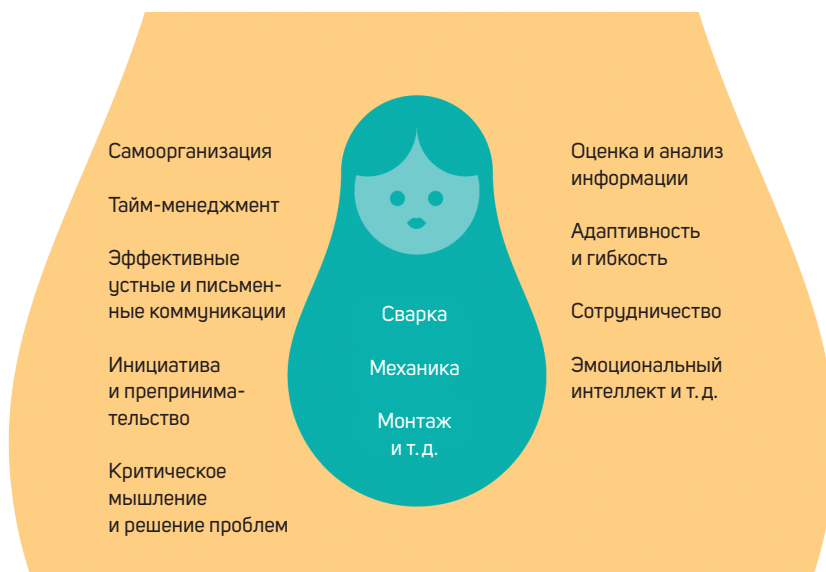 Самоорганизация
Тайм-менеджмент
Эффективные
устные и письмен-
ные коммуникации
Инициатива
и препринима-
тельство
Критическое
мышление
и решение проблем
Сварка
Механика
Монтаж
и т. д.
Оценка и анализ
информации
Адаптивность
и гибкость
Сотрудничество
Эмоциональный
интеллект и т. д.